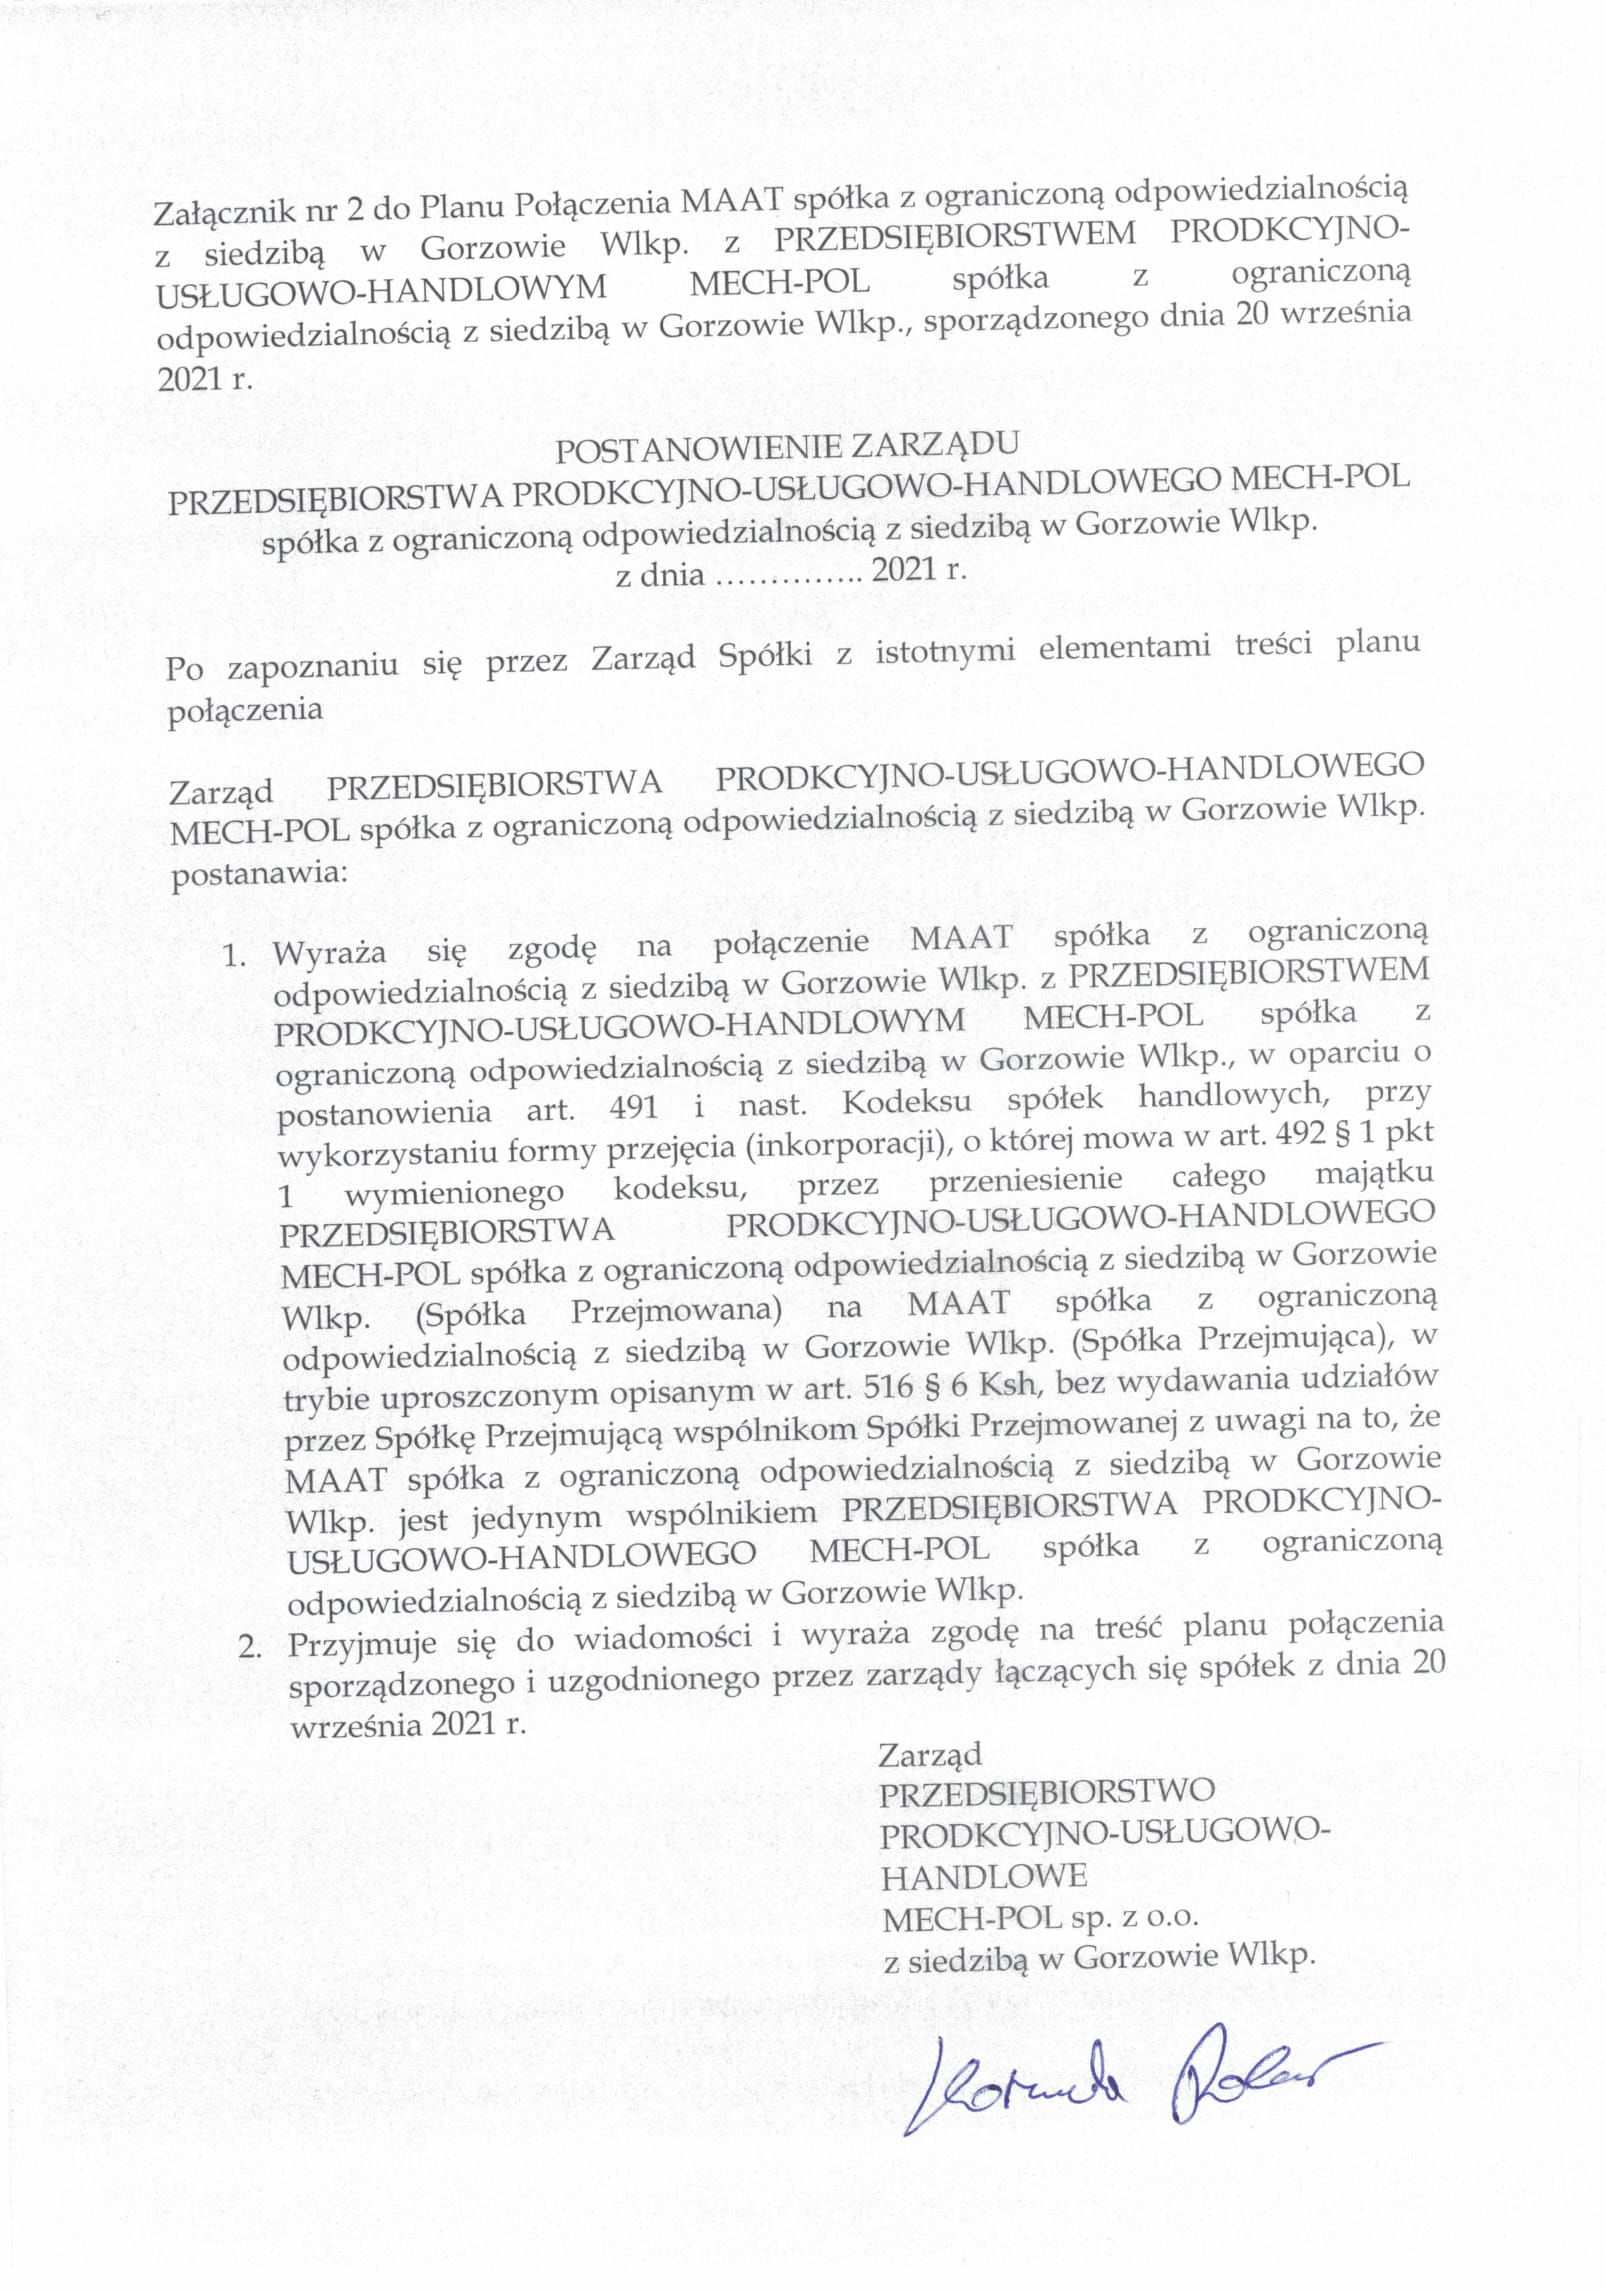 Załącznik nr 2 do Planu Połączenia MAAT spółka z ograniczoną odpowiedzialnością
z siedzibą w Gorzowie Wlkp. z PRZEDSIĘBIORSTWEM PRODKCYJNO-
USŁUGOWO-HANDLOWYM MECH-POL spółka z ograniczoną
odpowiedzialnością z siedzibą w Gorzowie Wlkp., sporządzonego dnia 20 września
2021 r.
POSTANOWIENIE ZARZĄDU
PRZEDSIĘBIORSTWA PRODKCYJNO-USŁUGOWO-HANDLOWEGO MECH-POL
spółka z ograniczoną odpowiedzialnością z siedzibą w Gorzowie Wlkp.
z dnia .............. 2021 r.
Po zapoznaniu się przez Zarząd Spółki z istotnymi elementami treści planu
połączenia
Zarząd PRZEDSIĘBIORSTWA PRODKCYJNO-USŁUGOWO-HANDLOWEGO
MECH-POL spółka z ograniczoną odpowiedzialnością z siedzibą w Gorzowie Wlkp.
postanawia:
1. Wyraża się zgodę na połączenie MAAT spółka z ograniczoną
odpowiedzialnością z siedzibą w Gorzowie Wlkp. z PRZEDSIĘBIORSTWEM
PRODKCYJNO-USŁUGOWO-HANDLOWYM MECH-POL spółka z
ograniczoną odpowiedzialnością z siedzibą w Gorzowie Wlkp., w oparciu o
postanowienia art. 491 i nast. Kodeksu spółek handlowych, przy
wykorzystaniu formy przejęcia (inkorporacji), o której mowa w art. 492 § 1 pkt
1 wymienionego kodeksu, przez przeniesienie całego majątku
PRZEDSIĘBIORSTWA PRODKCYJNO-USŁUGOWO-HANDLOWEGO
MECH-POL spółka z ograniczoną odpowiedzialnością z siedzibą w Gorzowie
Wlkp. (Spółka Przejmowana) na MAAT spółka z ograniczoną
odpowiedzialnością z siedzibą w Gorzowie Wlkp. (Spółka Przejmująca), w
trybie uproszczonym opisanym w art. 516 § 6 Ksh, bez wydawania udziałów
przez Spółkę Przejmującą wspólnikom Spółki Przejmowanej z uwagi na to, że
MAAT spółka z ograniczoną odpowiedzialnością z siedzibą w Gorzowie
Wlkp. jest jedynym wspólnikiem PRZEDSIĘBIORSTWA PRODKCYJNO-
USŁUGOWO-HANDLOWEGO MECH-POL spółka z ograniczoną
odpowiedzialnością z siedzibą w Gorzowie Wlkp.
2. Przyjmuje się do wiadomości i wyraża zgodę na treść planu połączenia
sporządzonego i uzgodnionego przez zarządy łączących się spółek z dnia 20
września 2021 r.
Zarząd
PRZEDSIĘBIORSTWO
PRODKCYJNO-USŁUGOWO-
HANDLOWE
MECH-POL sp. z o.o.
z siedzibą w Gorzowie Wlkp.